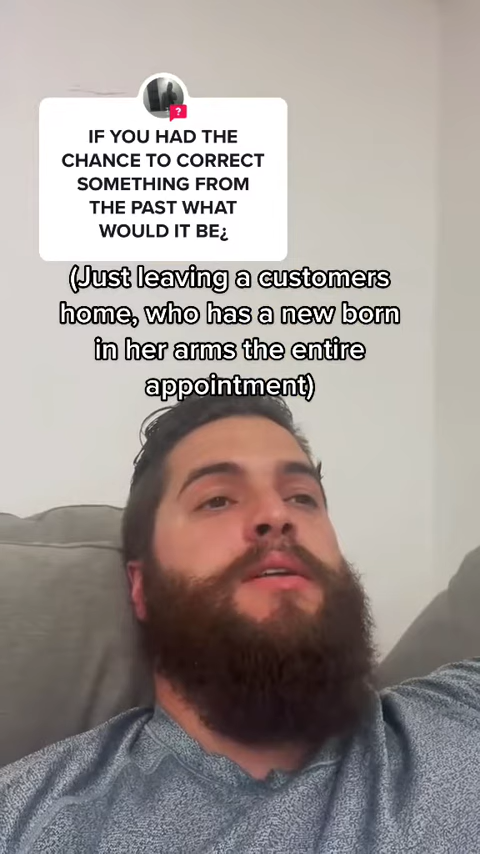 IF YOU HAD THE
CHANCE TO CORRECT
SOMETHING FROM
THE PAST WHAT
WOULD IT BE¿
(Just leaving a customers
home, who has a new born
in her arms the entire
appointment)